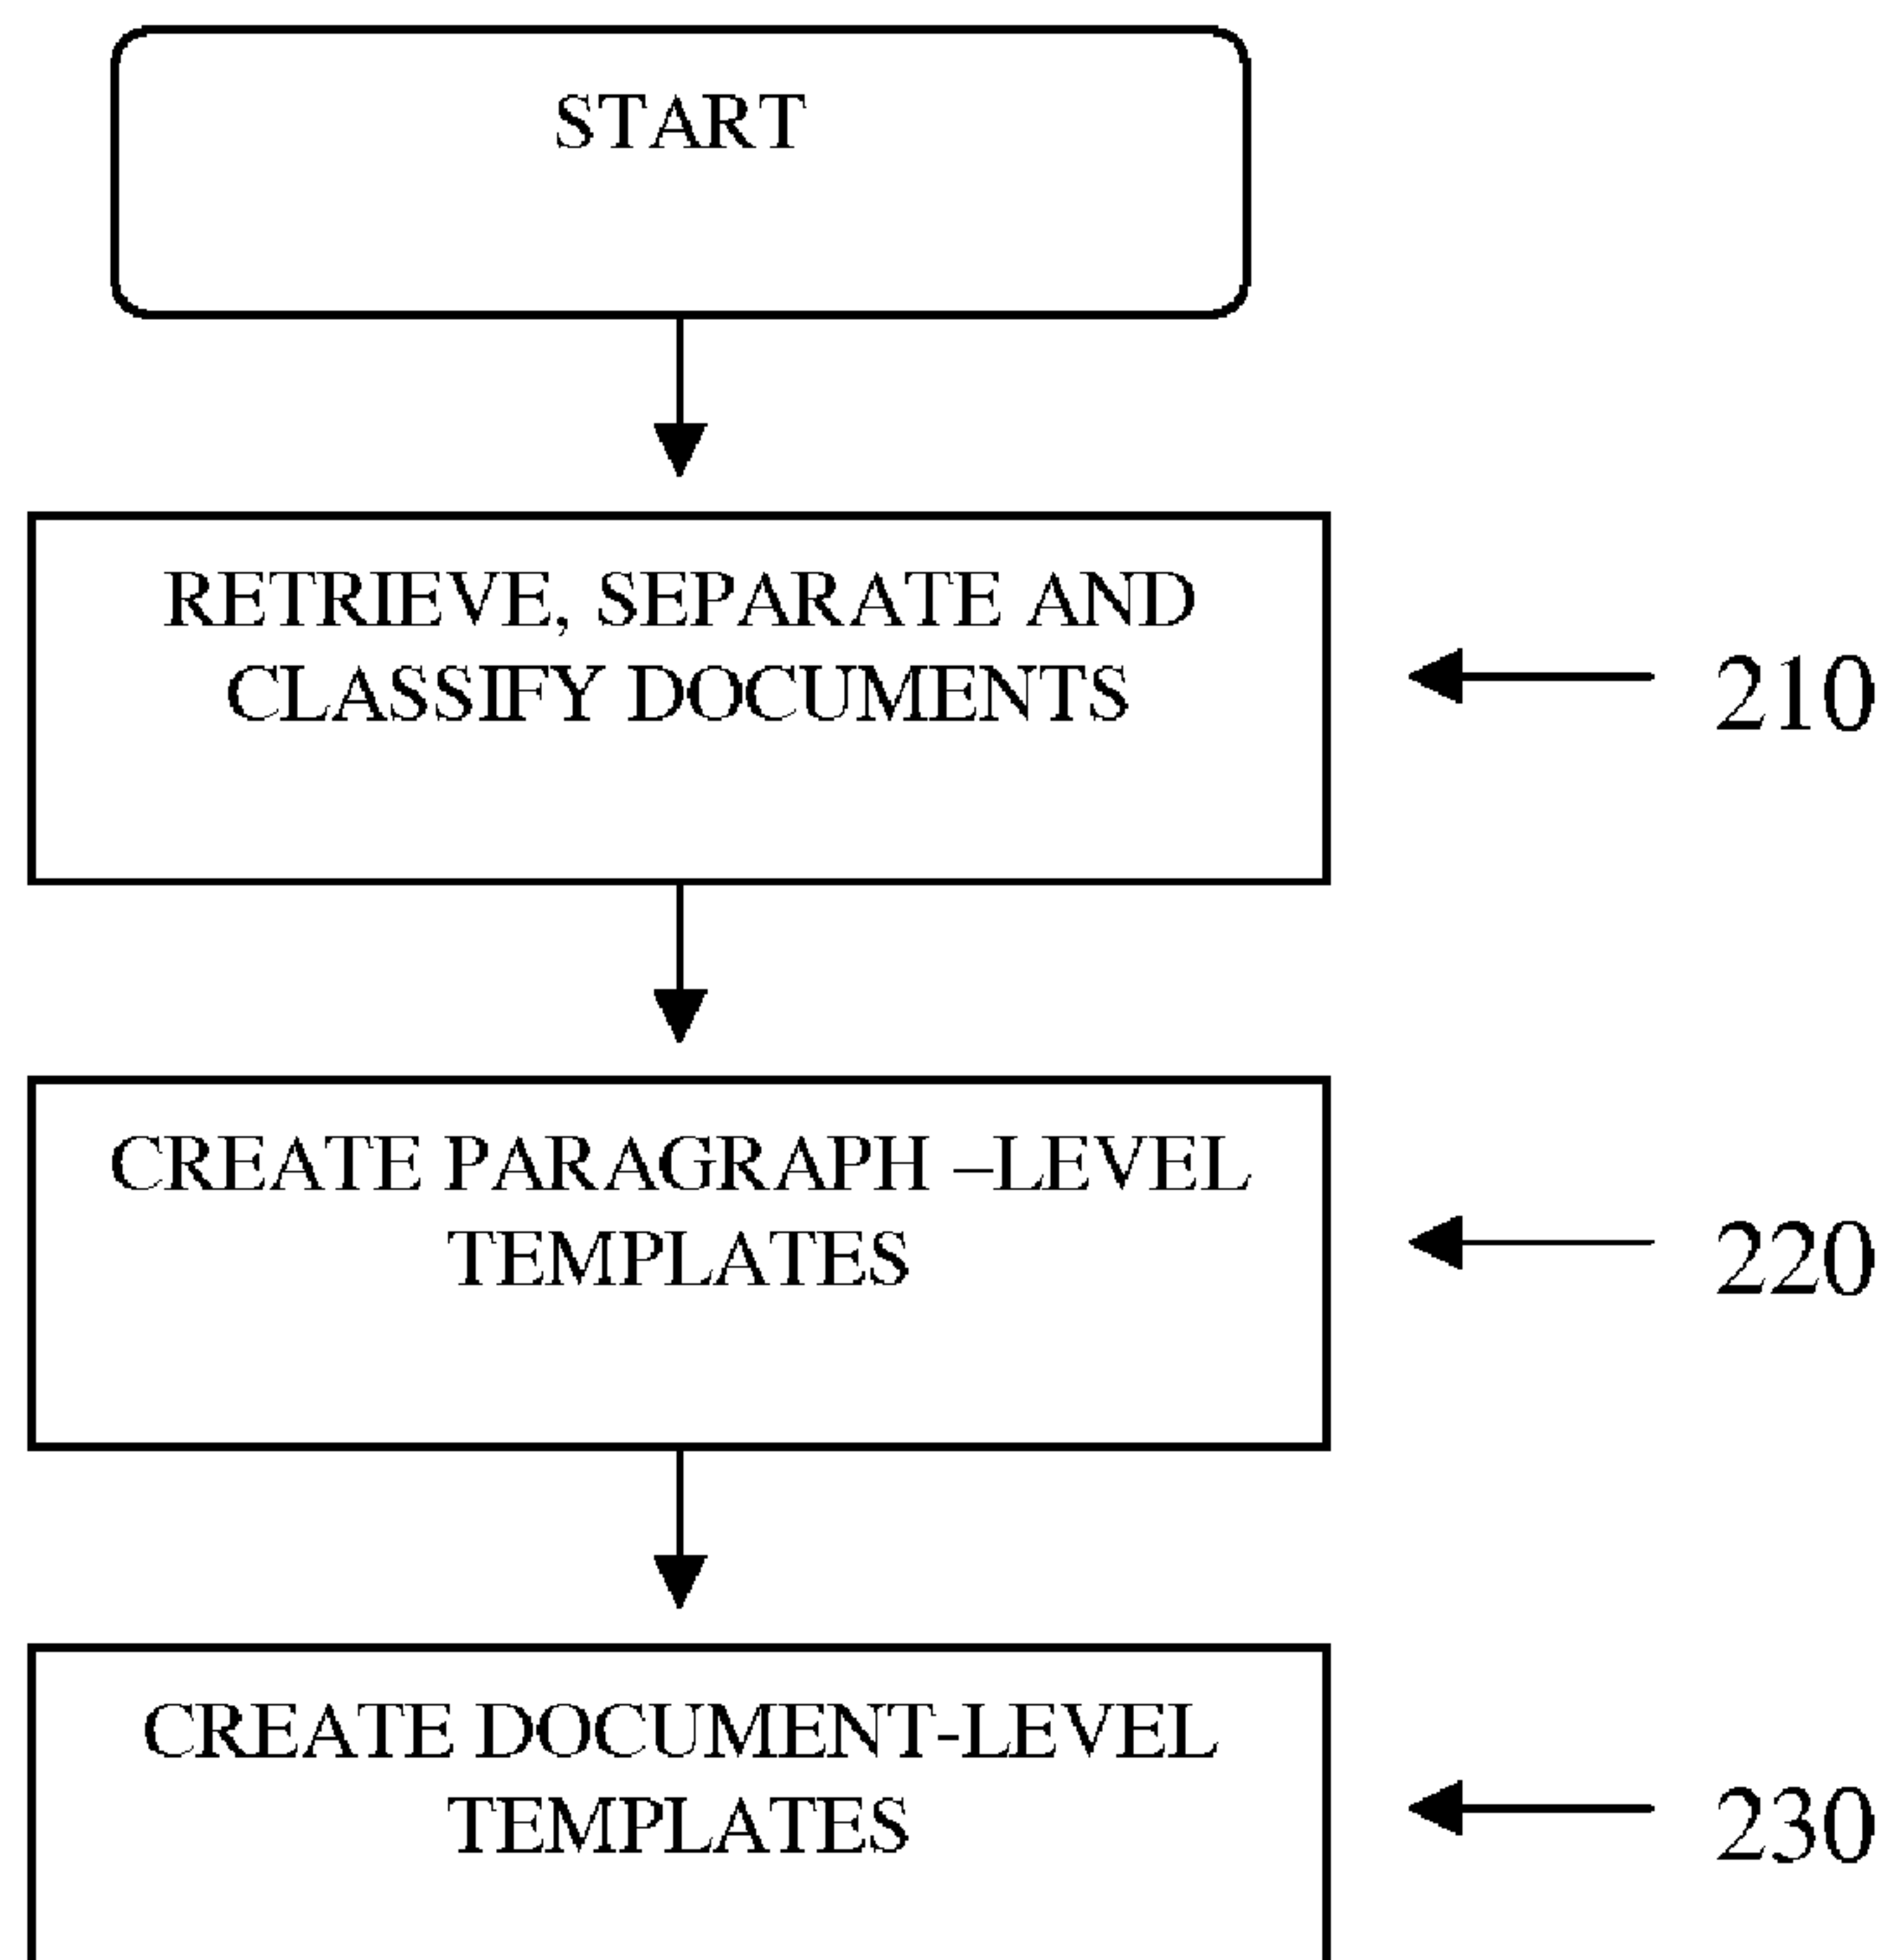 START
RETRIEVE, SEPARATE AND
CLASSIFY DOCUMENTS
210
CREATE PARAGRAPH –LEVEL
TEMPLATES
220
CREATE DOCUMENT-LEVEL
TEMPLATES
230